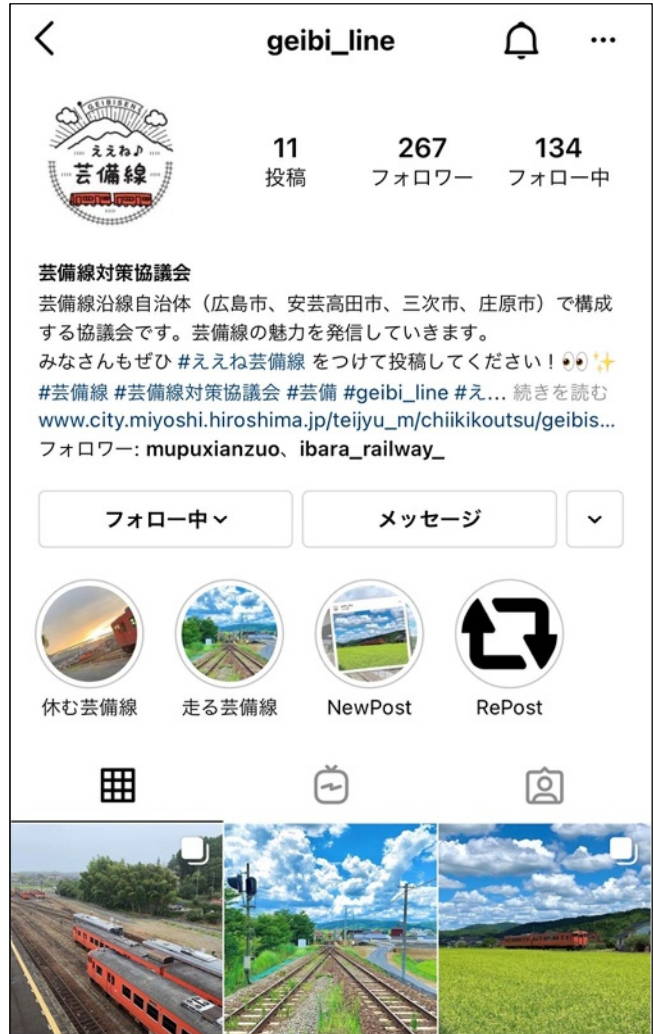 geibi_line
GEIBISEN
ええね♪
芸備線
11
投稿
267
フォロワー
134
フォロー中
芸備線対策協議会
芸備線沿線自治体（広島市、安芸高田市、三次市、庄原市）で構成
する協議会です。芸備線の魅力を発信していきます。
みなさんもぜひ #ええね芸備線 をつけて投稿してください！👀✨
#芸備線 #芸備線対策協議会 #芸備 #geibi_line #え... 続きを読む
www.city.miyoshi.hiroshima.jp/teijyu_m/chiikikoutsu/geibis...
フォロワー: mupuxianzuo、ibara_railway_
フォロー中
メッセージ
休む芸備線
走る芸備線
NewPost
RePost